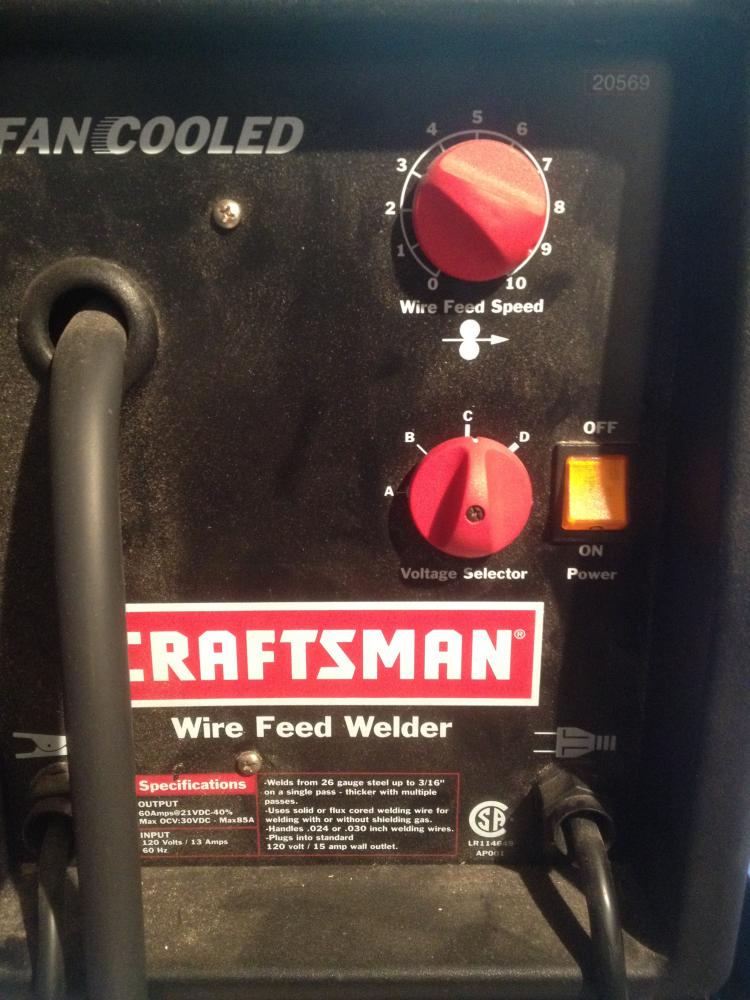 20569
FAN COOLED
0 1 2 3 4 5 6 7 8 9 10
Wire Feed Speed
A B C D
Voltage Selector
OFF
ON
Power
CRAFTSMAN®
Wire Feed Welder
Specifications
OUTPUT
60Amps@21VDC-40%
Max OCV:30VDC - Max85A
INPUT
120 Volts / 13 Amps
60 Hz
-Welds from 26 gauge steel up to 3/16"
on a single pass - thicker with multiple
passes.
-Uses solid or flux cored welding wire for
welding with or without shielding gas.
-Handles .024 or .030 inch welding wires.
-Plugs into standard
120 volt / 15 amp wall outlet.
SA
AP001